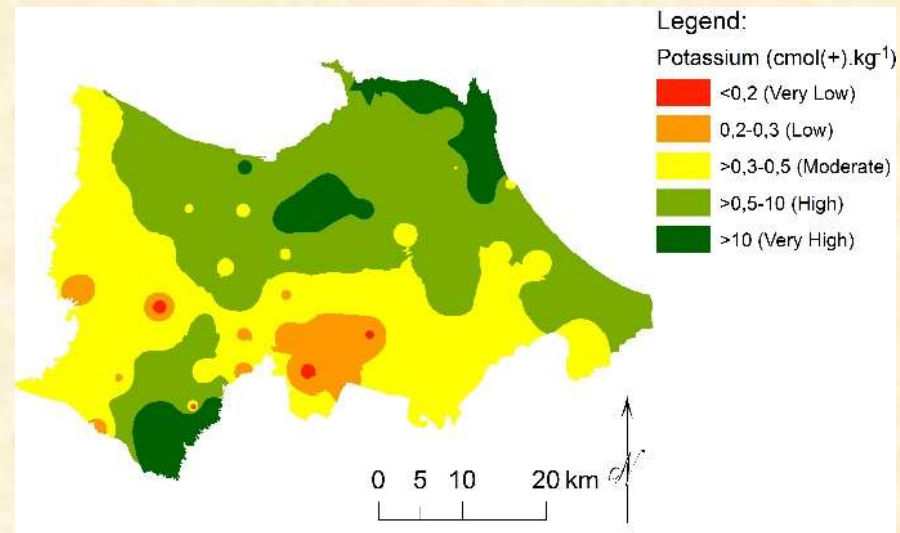 Legend:
Potassium (cmol(+).kg⁻¹)
<0,2 (Very Low)
0,2-0,3 (Low)
>0,3-0,5 (Moderate)
>0,5-10 (High)
>10 (Very High)
0 5 10 20 km
N